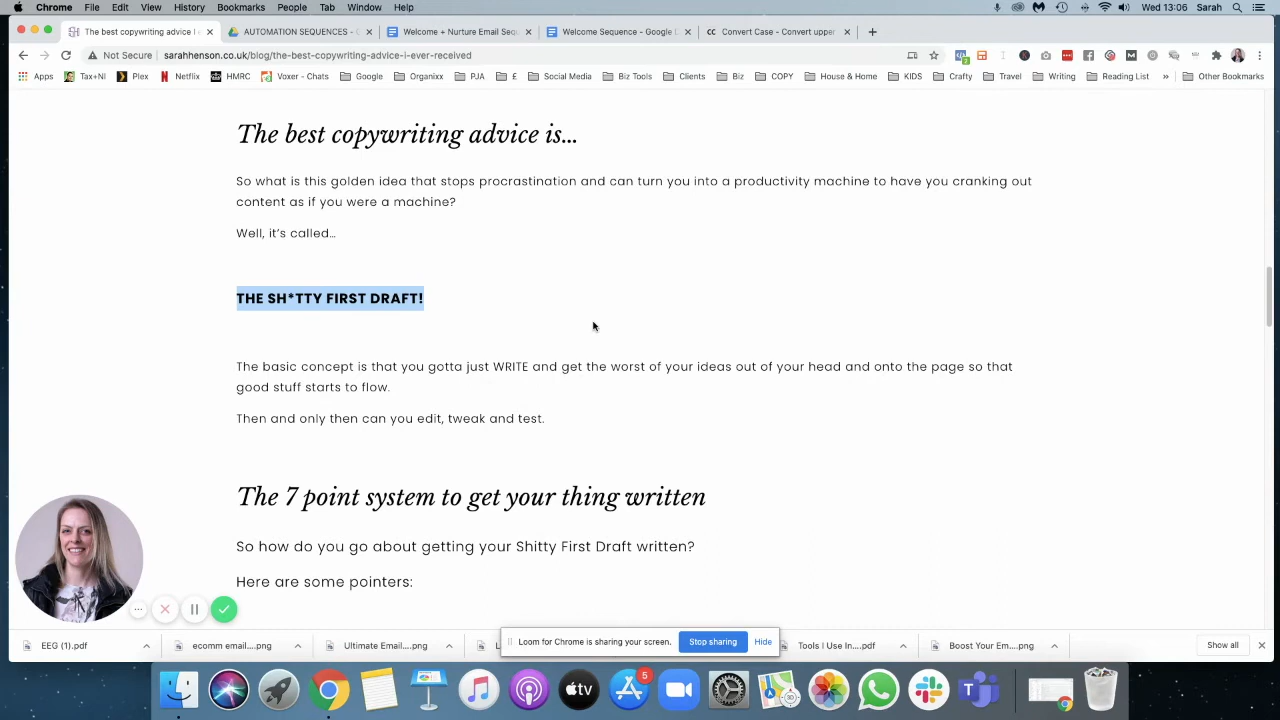 Chrome File Edit View History Bookmarks People Tab Window Help Wed 13:06 Sarah
The best copywriting advice I e AUTOMATION SEQUENCES - G Welcome + Nurture Email Seq Welcome Sequence - Google D CC Convert Case - Convert upper
Not Secure sarahhenson.co.uk/blog/the-best-copywriting-advice-i-ever-received
Apps Tax+NI Plex Netflix HMRC Voxer - Chats Google Organixx PJA £ Social Media Biz Tools Clients Biz COPY House & Home KIDS Crafty Travel Writing Reading List » Other Bookmarks
The best copywriting advice is...
So what is this golden idea that stops procrastination and can turn you into a productivity machine to have you cranking out
content as if you were a machine?
Well, it's called...
THE SH*TTY FIRST DRAFT!
The basic concept is that you gotta just WRITE and get the worst of your ideas out of your head and onto the page so that
good stuff starts to flow.
Then and only then can you edit, tweak and test.
The 7 point system to get your thing written
So how do you go about getting your Shitty First Draft written?
Here are some pointers:
Loom for Chrome is sharing your screen. Stop sharing Hide
EEG (1).pdf ecomm email....png Ultimate Email....png L Tools I Use In....pdf Boost Your Em....png Show all
5
tv
30